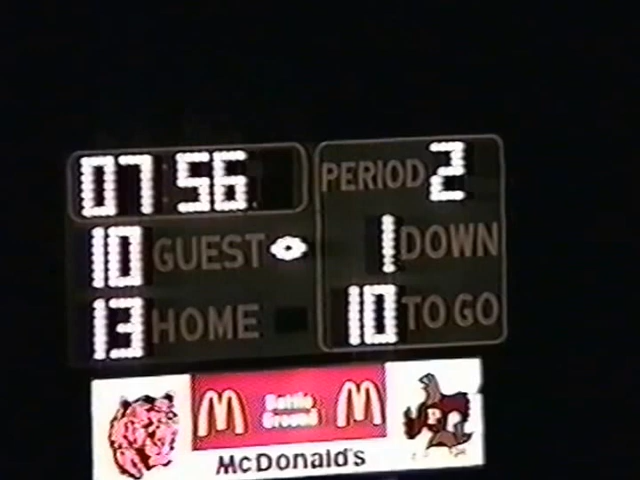 07:56 PERIOD 2
10 GUEST 1 DOWN
13 HOME 10 TO GO
Battle
Ground
McDonald's